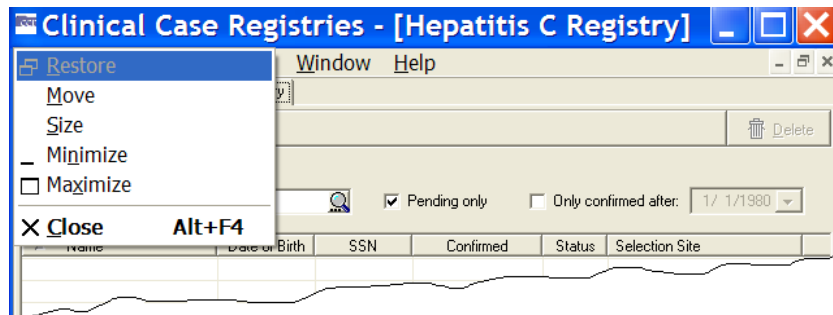 Clinical Case Registries - [Hepatitis C Registry]
Restore
Window Help
Move
Size
Delete
Minimize
Maximize
Pending only
Only confirmed after: 1/ 1/1980
Close Alt+F4
Name Date of Birth SSN Confirmed Status Selection Site